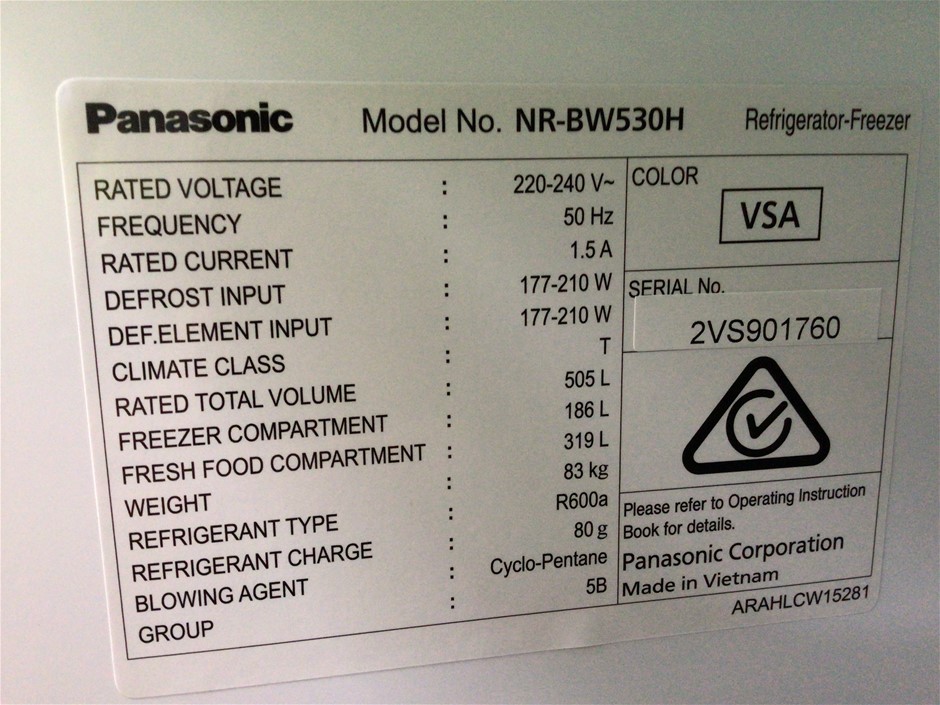 Panasonic Model No. NR-BW530H Refrigerator-Freezer
RATED VOLTAGE : 220-240 V~
FREQUENCY : 50 Hz
RATED CURRENT : 1.5 A
DEFROST INPUT : 177-210 W
DEF.ELEMENT INPUT : 177-210 W
CLIMATE CLASS : T
RATED TOTAL VOLUME : 505 L
FREEZER COMPARTMENT : 186 L
FRESH FOOD COMPARTMENT : 319 L
WEIGHT : 83 kg
REFRIGERANT TYPE : R600a
REFRIGERANT CHARGE : 80 g
BLOWING AGENT : Cyclo-Pentane
GROUP : 5B
COLOR
VSA
SERIAL No.
2VS901760
Please refer to Operating Instruction
Book for details.
Panasonic Corporation
Made in Vietnam
ARAHLCW15281